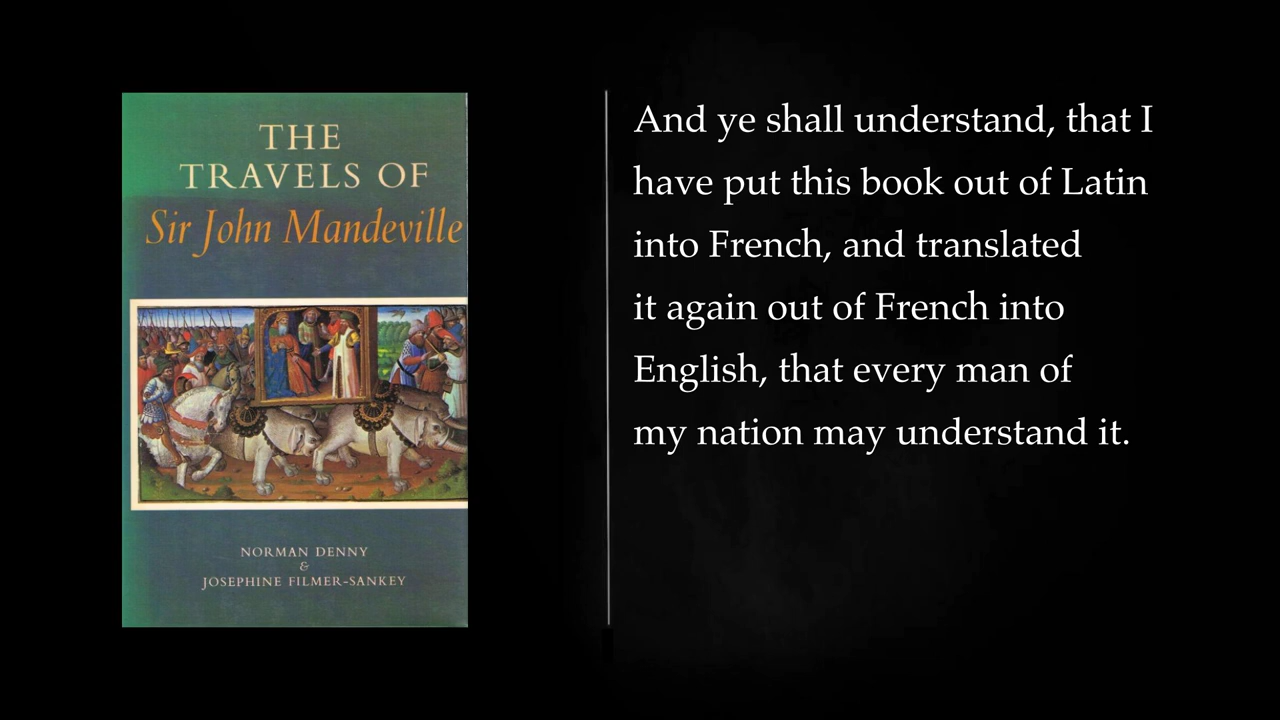 THE
TRAVELS OF
Sir John Mandeville
NORMAN DENNY
&
JOSEPHINE FILMER-SANKEY
And ye shall understand, that I
have put this book out of Latin
into French, and translated
it again out of French into
English, that every man of
my nation may understand it.